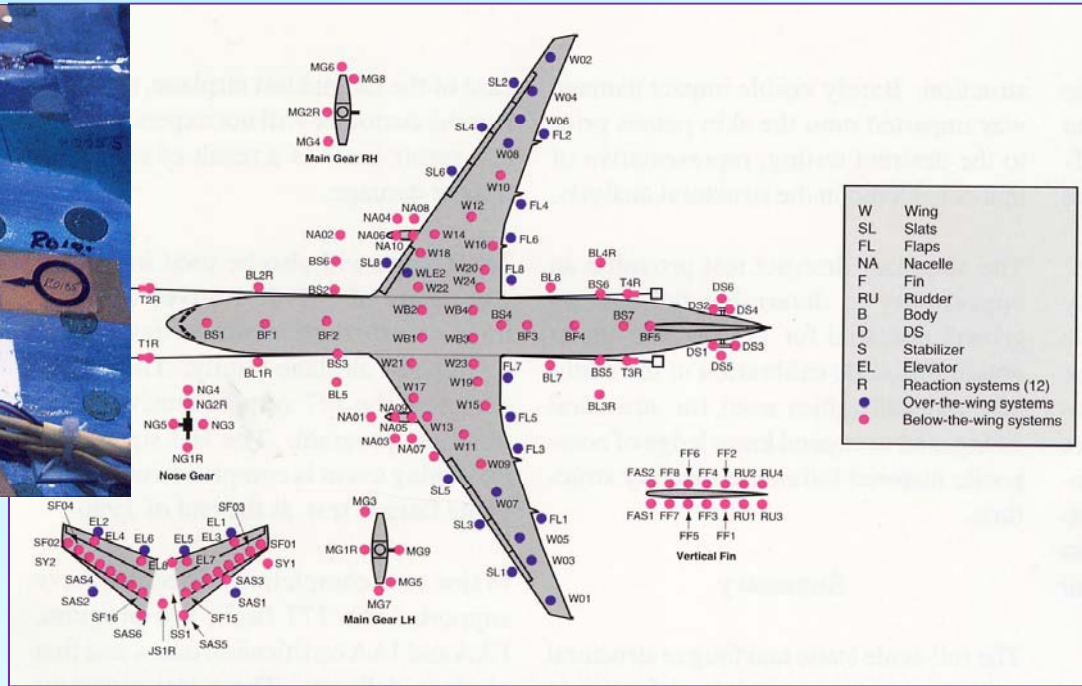 MG6
MG8
MG2R
MG4
Main Gear RH
W02
SL2
W04
W06
SL4
FL2
W08
SL6
W10
W12
FL4
NA04
NA08
NA02
NA06
W14
NA10
W16
FL6
BS6
SL8
W18
WLE2
W20
FL8
W22
W24
BL2R
BS2
BL8
BL4R
BS6
T4R
DS6
DS2
DS4
T2R
WB2
WB4
BS4
BS1
BF1
BF2
WB1
WB3
BF3
BF4
BS7
BF5
T1R
BS3
W21
W23
DS1
DS3
DS5
BL1R
BL5
BL7
BS5
T3R
BL3R
W17
W19
FL7
NA01
NA09
W15
FL5
NA03
NA07
W13
W11
FL3
SL5
W09
W07
FL1
SL3
W05
SL1
W03
W01
NG4
NG2R
NG5
NG3
NG1R
Nose Gear
MG3
MG1R
MG9
MG5
MG7
Main Gear LH
FF6
FF2
FAS2 FF8 FF4 RU2 RU4
FAS1 FF7 FF3 RU1 RU3
FF5
FF1
Vertical Fin
SF04
EL2
EL4
EL6
EL5
EL1
EL3
SF03
SF02
SF01
SY2
EL8
EL7
SY1
SAS4
SAS3
SAS2
SAS1
SF16
SF15
SAS6
SS1
SAS5
JS1R
W Wing
SL Slats
FL Flaps
NA Nacelle
F Fin
RU Rudder
B Body
D DS
S Stabilizer
EL Elevator
R Reaction systems (12)
Over-the-wing systems
Below-the-wing systems